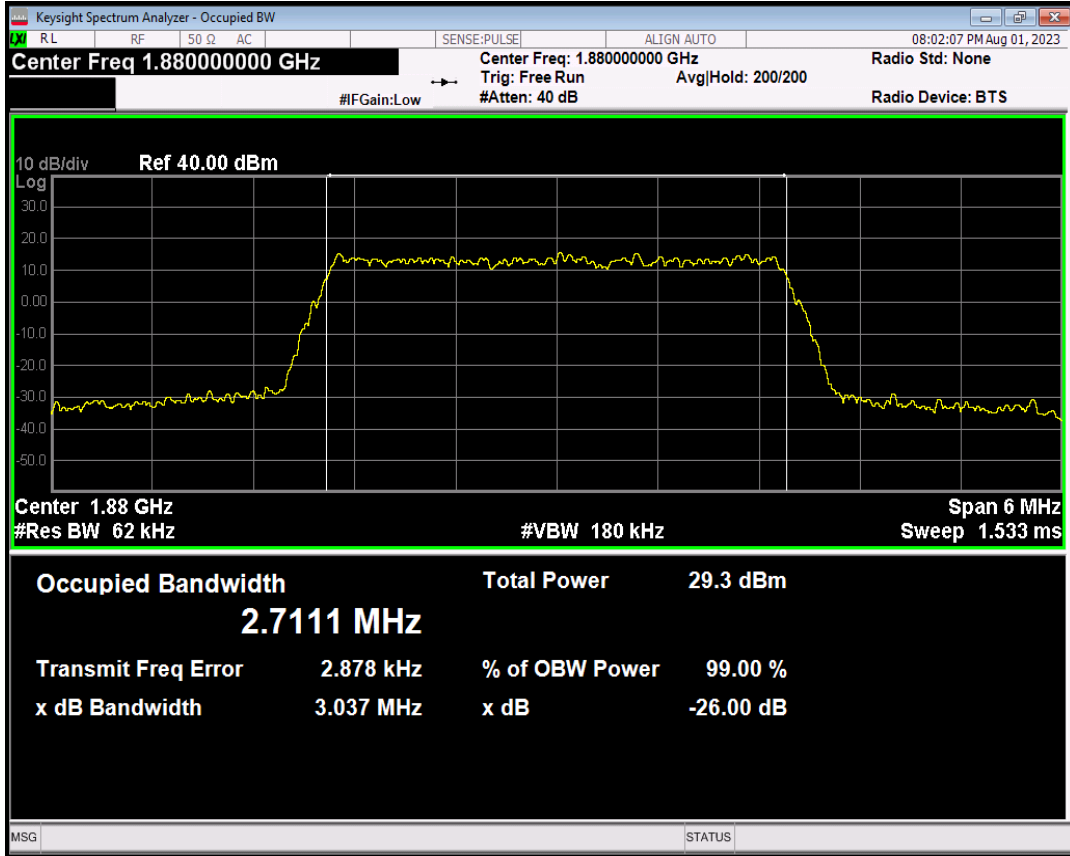 Keysight Spectrum Analyzer - Occupied BW
LXI RL RF 50 Ω AC SENSE:PULSE ALIGN AUTO 08:02:07 PM Aug 01, 2023
Center Freq 1.880000000 GHz Center Freq: 1.880000000 GHz Radio Std: None
Trig: Free Run Avg|Hold: 200/200
#IFGain:Low #Atten: 40 dB Radio Device: BTS
10 dB/div Ref 40.00 dBm
Log
30.0
20.0
10.0
0.00
-10.0
-20.0
-30.0
-40.0
-50.0
Center 1.88 GHz Span 6 MHz
#Res BW 62 kHz #VBW 180 kHz Sweep 1.533 ms
Occupied Bandwidth Total Power 29.3 dBm
2.7111 MHz
Transmit Freq Error 2.878 kHz % of OBW Power 99.00 %
x dB Bandwidth 3.037 MHz x dB -26.00 dB
MSG STATUS